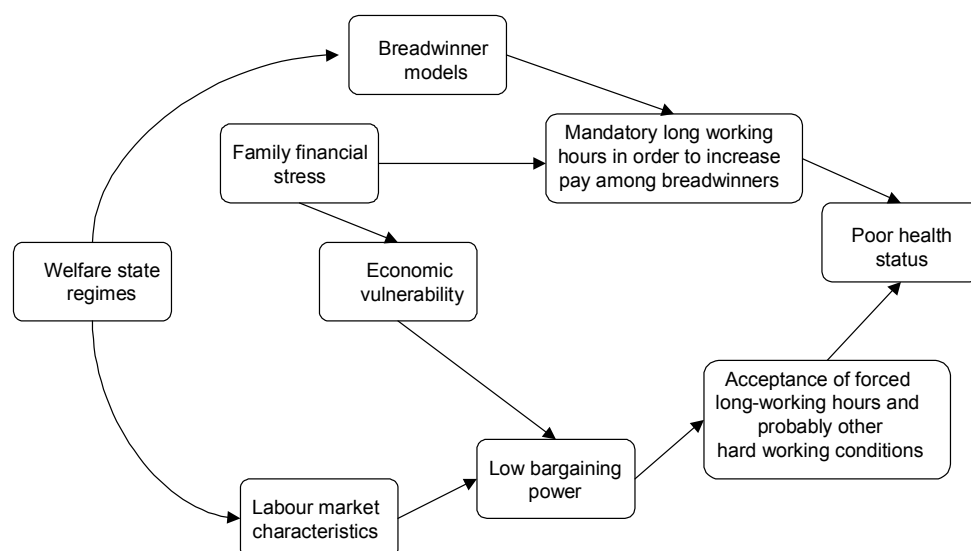 Breadwinner
models
Family financial
stress
Mandatory long working
hours in order to increase
pay among breadwinners
Poor health
status
Welfare state
regimes
Economic
vulnerability
Acceptance of forced
long-working hours and
probably other
hard working conditions
Low bargaining
power
Labour market
characteristics